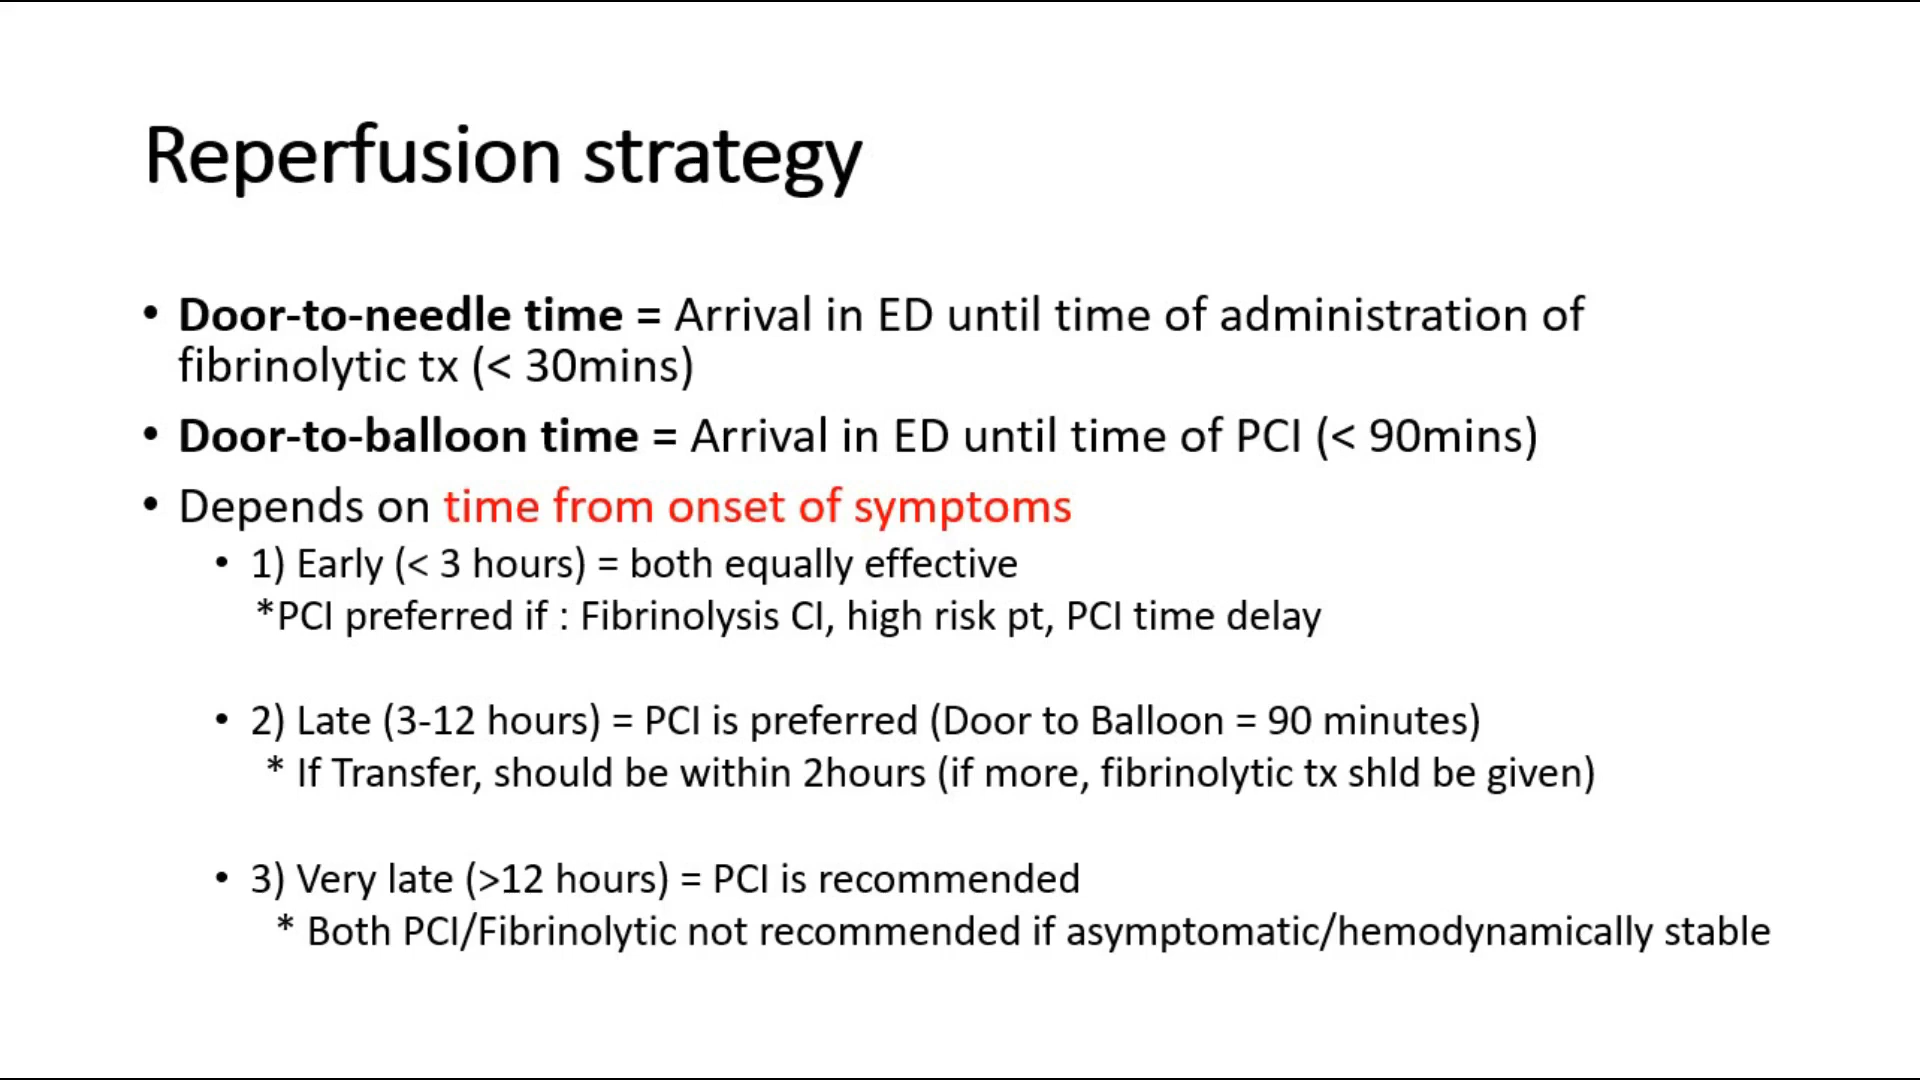 Reperfusion strategy
• Door-to-needle time = Arrival in ED until time of administration of
fibrinolytic tx (< 30mins)
• Door-to-balloon time = Arrival in ED until time of PCI (< 90mins)
• Depends on time from onset of symptoms
• 1) Early (< 3 hours) = both equally effective
*PCI preferred if : Fibrinolysis CI, high risk pt, PCI time delay
• 2) Late (3-12 hours) = PCI is preferred (Door to Balloon = 90 minutes)
* If Transfer, should be within 2hours (if more, fibrinolytic tx shld be given)
• 3) Very late (>12 hours) = PCI is recommended
* Both PCI/Fibrinolytic not recommended if asymptomatic/hemodynamically stable